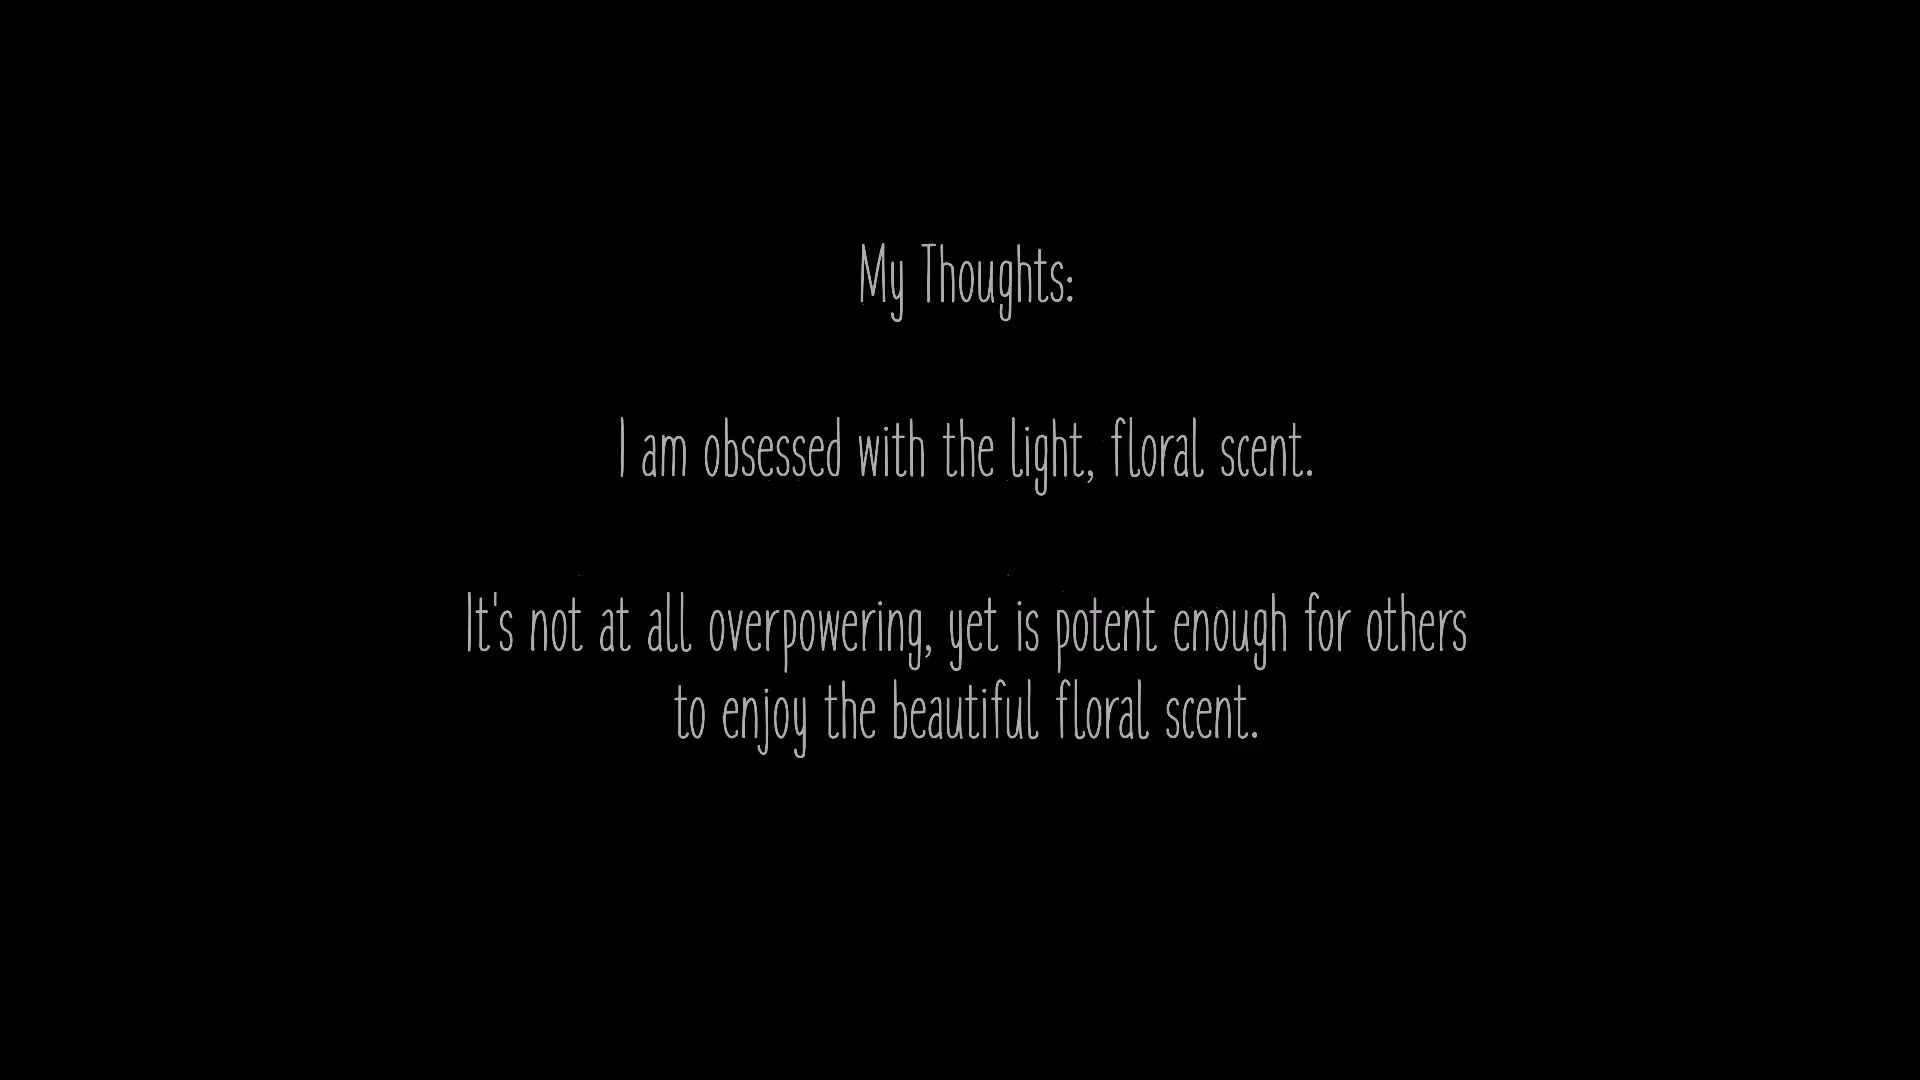 My Thoughts:
I am obsessed with the light, floral scent.
It's not at all overpowering, yet is potent enough for others
to enjoy the beautiful floral scent.